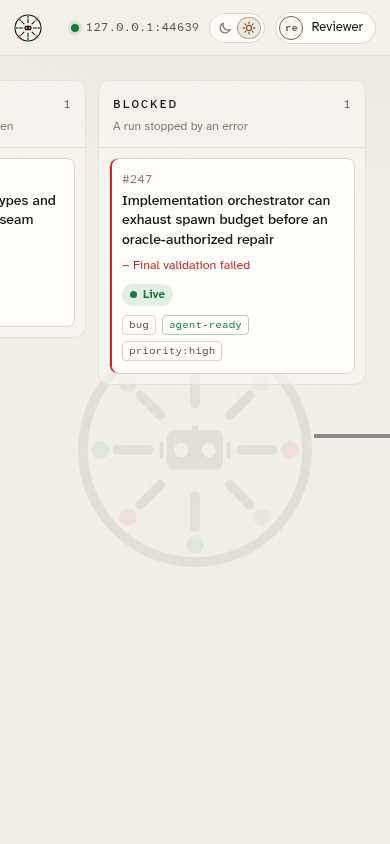 127.0.0.1:44639
re
Reviewer
1
en
ypes and
seam
BLOCKED
1
A run stopped by an error
#247
Implementation orchestrator can
exhaust spawn budget before an
oracle-authorized repair
– Final validation failed
Live
bug
agent-ready
priority:high